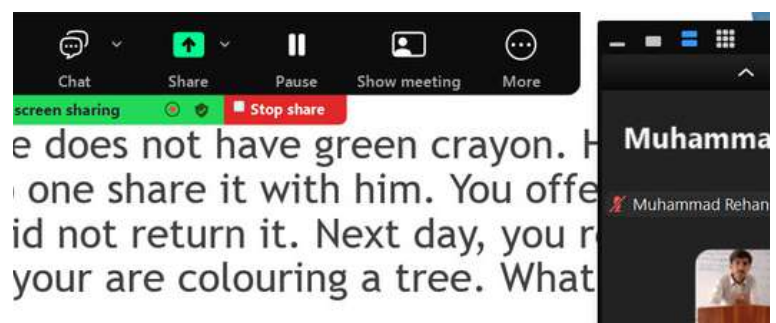 Chat Share Pause Show meeting More
screen sharing Stop share
e does not have green crayon. H
one share it with him. You offe
id not return it. Next day, you r
your are colouring a tree. What
Muhamma
Muhammad Rehan